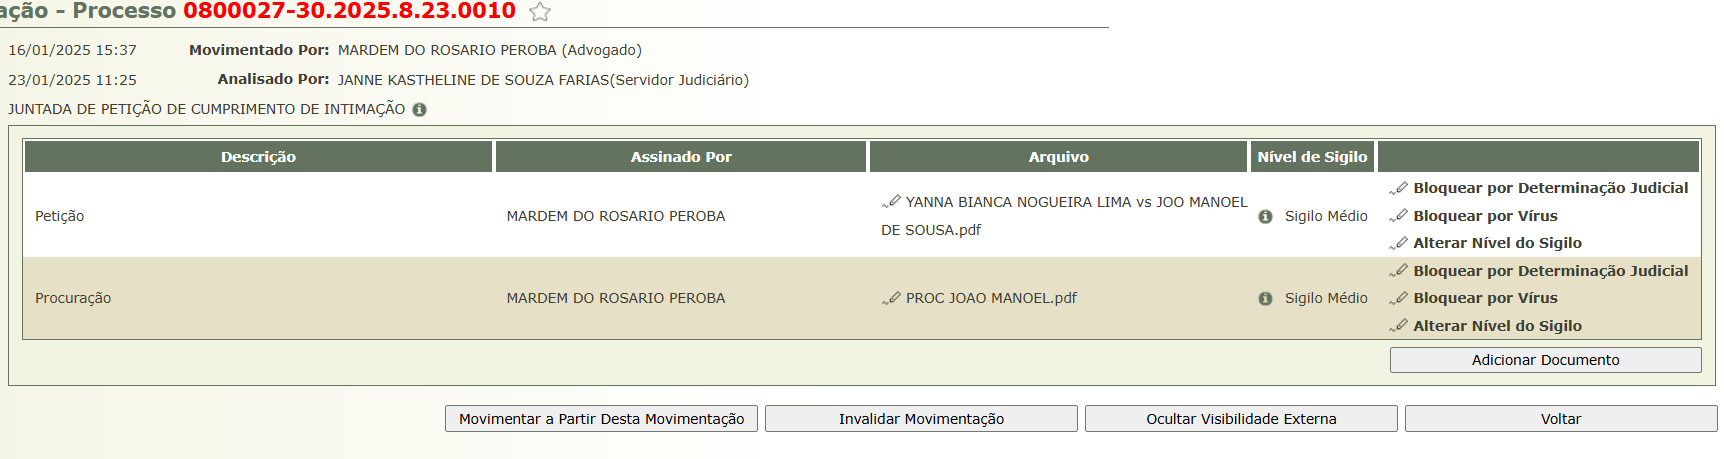 ação - Processo 0800027-30.2025.8.23.0010
16/01/2025 15:37 Movimentado Por: MARDEM DO ROSARIO PEROBA (Advogado)
23/01/2025 11:25 Analisado Por: JANNE KASTHELINE DE SOUZA FARIAS(Servidor Judiciário)
JUNTADA DE PETIÇÃO DE CUMPRIMENTO DE INTIMAÇÃO
Descrição Assinado Por Arquivo Nível de Sigilo
Petição MARDEM DO ROSARIO PEROBA YANNA BIANCA NOGUEIRA LIMA vs JOO MANOEL DE SOUSA.pdf Sigilo Médio
Bloquear por Determinação Judicial
Bloquear por Vírus
Alterar Nível do Sigilo
Procuração MARDEM DO ROSARIO PEROBA PROC JOAO MANOEL.pdf Sigilo Médio
Bloquear por Determinação Judicial
Bloquear por Vírus
Alterar Nível do Sigilo
Adicionar Documento
Movimentar a Partir Desta Movimentação Invalidar Movimentação Ocultar Visibilidade Externa Voltar